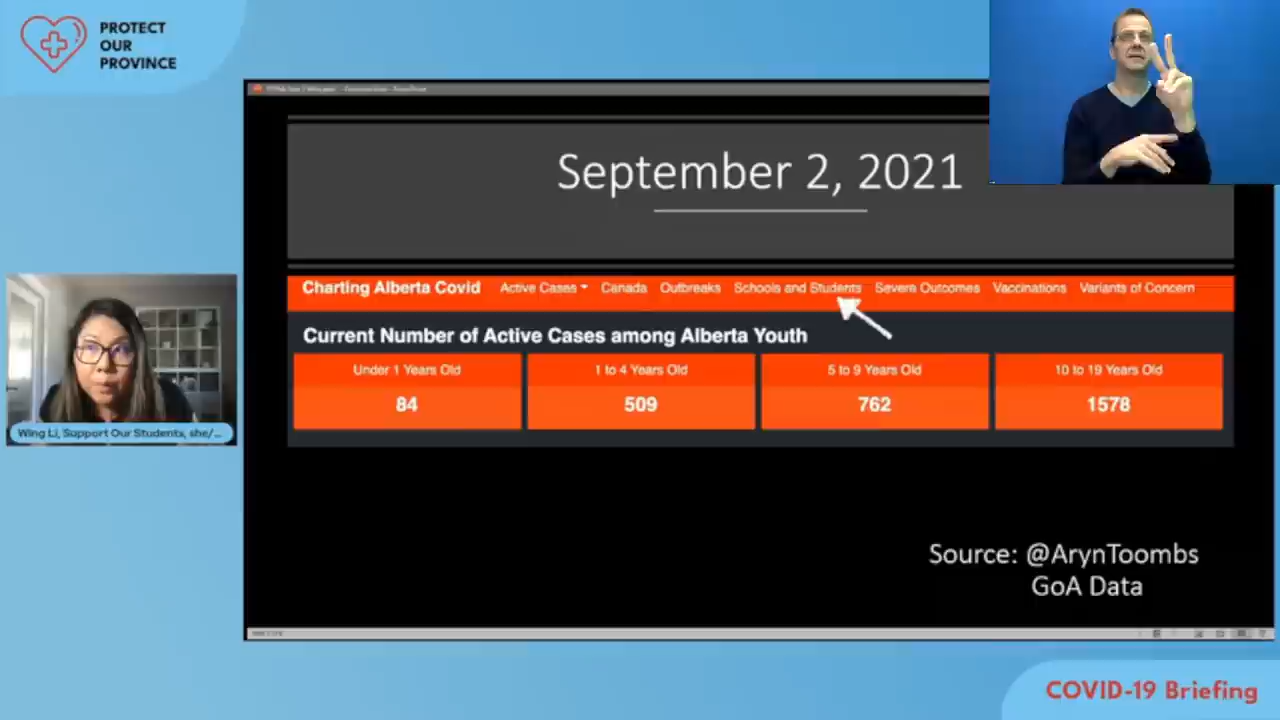 PROTECT
OUR
PROVINCE
September 2, 2021
Charting Alberta Covid Active Cases Canada Outbreaks Schools and Students Severe Outcomes Vaccinations Variants of Concern
Current Number of Active Cases among Alberta Youth
Under 1 Years Old 1 to 4 Years Old 5 to 9 Years Old 10 to 19 Years Old
84 509 762 1578
Wing Li, Support Our Students, she/...
Source: @ArynToombs
GoA Data
COVID-19 Briefing